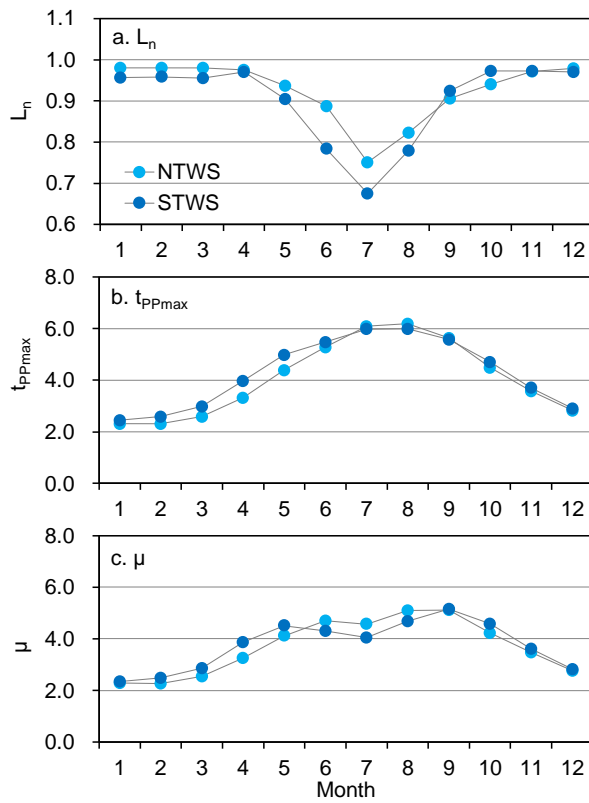 a. Ln
1.1
1.0
0.9
0.8
0.7
0.6
Ln
NTWS
STWS
1 2 3 4 5 6 7 8 9 10 11 12
b. tPPmax
8.0
6.0
4.0
2.0
0.0
tPPmax
1 2 3 4 5 6 7 8 9 10 11 12
c. µ
8.0
6.0
4.0
2.0
0.0
µ
1 2 3 4 5 6 7 8 9 10 11 12
Month